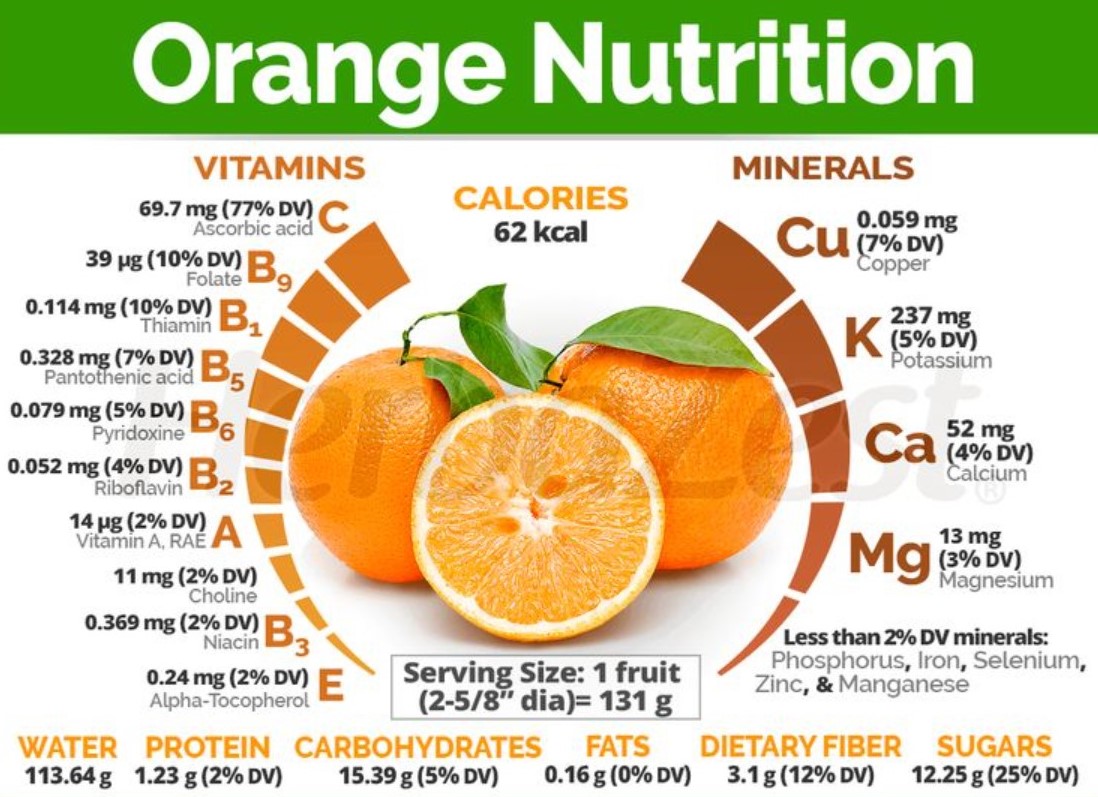 Orange Nutrition
VITAMINS
69.7 mg (77% DV) C
Ascorbic acid
39 µg (10% DV) B9
Folate
0.114 mg (10% DV) B1
Thiamin
0.328 mg (7% DV) B5
Pantothenic acid
0.079 mg (5% DV) B6
Pyridoxine
0.052 mg (4% DV) B2
Riboflavin
14 µg (2% DV) A
Vitamin A, RAE
11 mg (2% DV)
Choline
0.369 mg (2% DV) B3
Niacin
0.24 mg (2% DV) E
Alpha-Tocopherol
CALORIES
62 kcal
MINERALS
Cu 0.059 mg
(7% DV)
Copper
K 237 mg
(5% DV)
Potassium
Ca 52 mg
(4% DV)
Calcium
Mg 13 mg
(3% DV)
Magnesium
Less than 2% DV minerals:
Phosphorus, Iron, Selenium,
Zinc, & Manganese
Serving Size: 1 fruit
(2-5/8” dia)= 131 g
WATER PROTEIN CARBOHYDRATES FATS DIETARY FIBER SUGARS
113.64 g 1.23 g (2% DV) 15.39 g (5% DV) 0.16 g (0% DV) 3.1 g (12% DV) 12.25 g (25% DV)